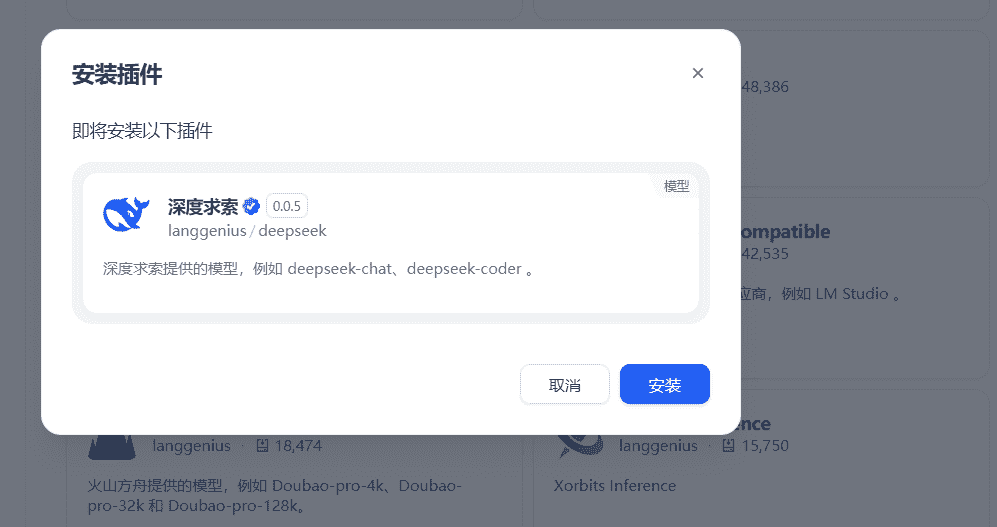 安装插件
即将安装以下插件
模型
深度求索 0.0.5
langgenius / deepseek
深度求索提供的模型，例如 deepseek-chat、deepseek-coder 。
取消
安装
48,386
ompatible
42,535
应商，例如 LM Studio 。
langgenius · 18,474
火山方舟提供的模型，例如 Doubao-pro-4k、Doubao-
pro-32k 和 Doubao-pro-128k。
ence
langgenius · 15,750
Xorbits Inference